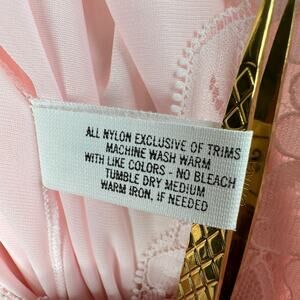 ALL NYLON EXCLUSIVE OF TRIMS
MACHINE WASH WARM
WITH LIKE COLORS - NO BLEACH
TUMBLE DRY MEDIUM
WARM IRON, IF NEEDED